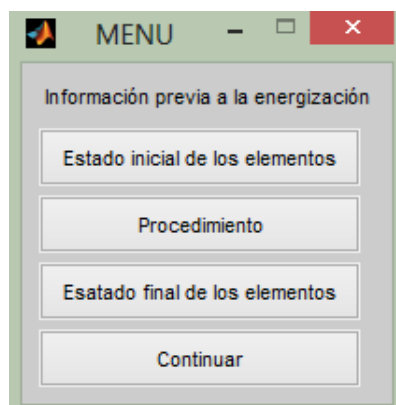 MENU
Información previa a la energización
Estado inicial de los elementos
Procedimiento
Esatado final de los elementos
Continuar